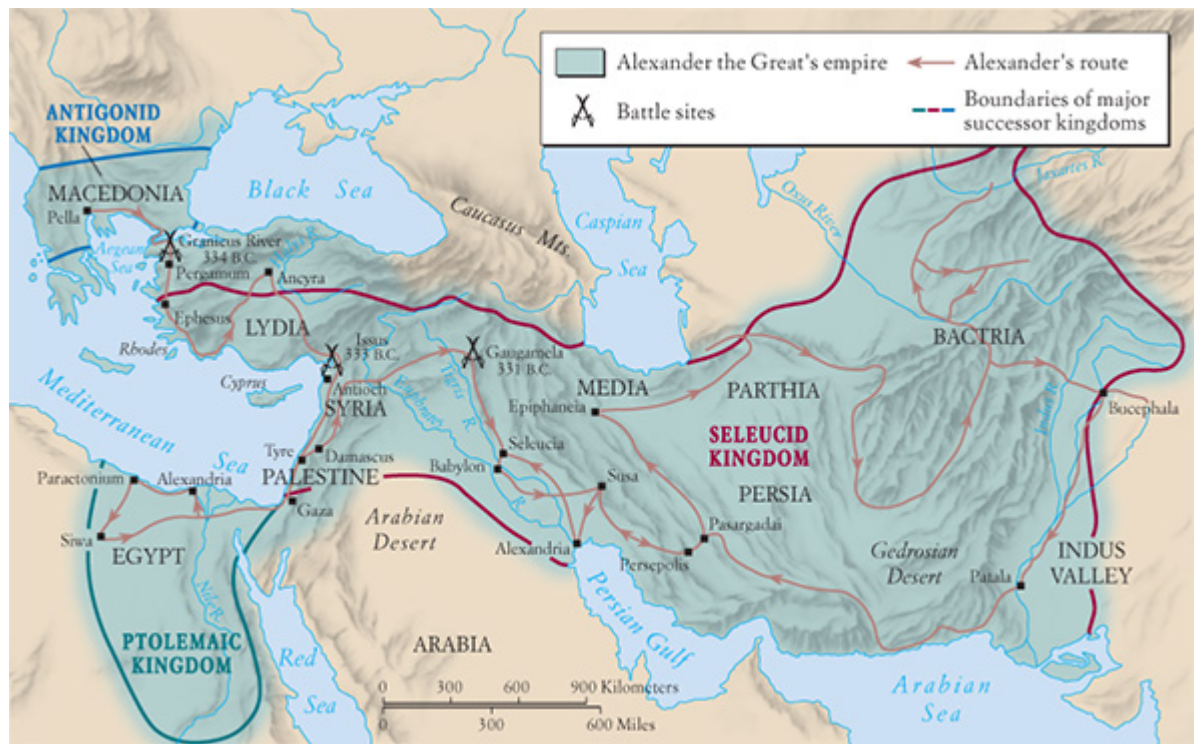 Alexander the Great's empire
Alexander's route
Battle sites
Boundaries of major
successor kingdoms
ANTIGONID
KINGDOM
MACEDONIA
Pella
Black Sea
Caucasus Mts.
Caspian
Sea
Oxus River
Jaxartes R.
Aegean
Sea
Granicus River
334 B.C.
Pergamum
Halys R.
Ancyra
Ephesus
LYDIA
Rhodes
Issus
333 B.C.
Gaugamela
331 B.C.
Cyprus
Antioch
SYRIA
Euphrates
R.
Tigris R.
MEDIA
Epiphaneia
PARTHIA
BACTRIA
Indus R.
Bucephala
Mediterranean
Sea
Tyre
Damascus
PALESTINE
Seleucia
Babylon
SELEUCID
KINGDOM
Susa
PERSIA
Paraetonium
Alexandria
Gaza
Siwa
EGYPT
Nile R.
Arabian
Desert
Alexandria
Pasargadai
Persepolis
Gedrosian
Desert
Patala
INDUS
VALLEY
PTOLEMAIC
KINGDOM
Red
Sea
ARABIA
Persian Gulf
Arabian
Sea
0 300 600 900 Kilometers
0 300 600 Miles